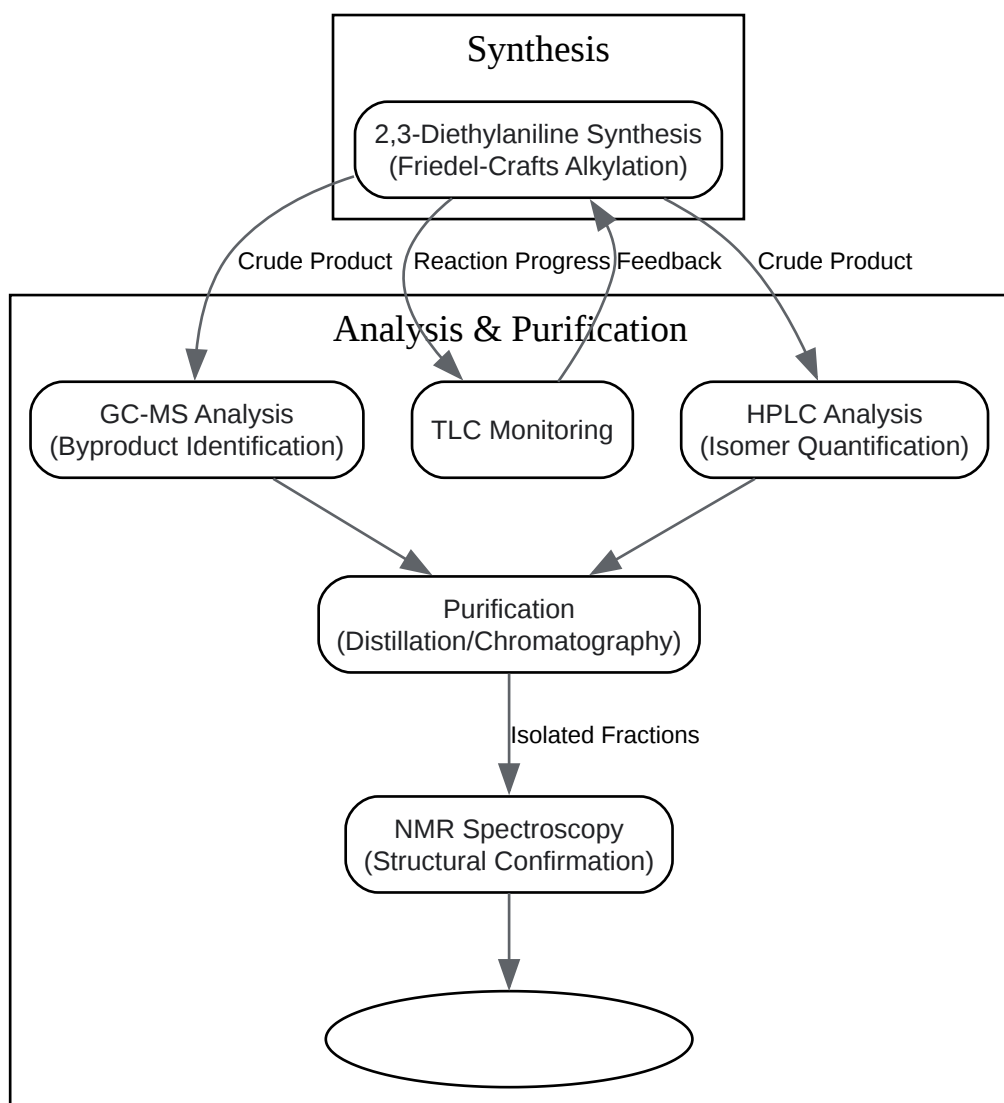 Synthesis
2,3-Diethylaniline Synthesis
(Friedel-Crafts Alkylation)
Crude Product
Reaction Progress
Feedback
Crude Product
Analysis & Purification
GC-MS Analysis
(Byproduct Identification)
TLC Monitoring
HPLC Analysis
(Isomer Quantification)
Purification
(Distillation/Chromatography)
Isolated Fractions
NMR Spectroscopy
(Structural Confirmation)